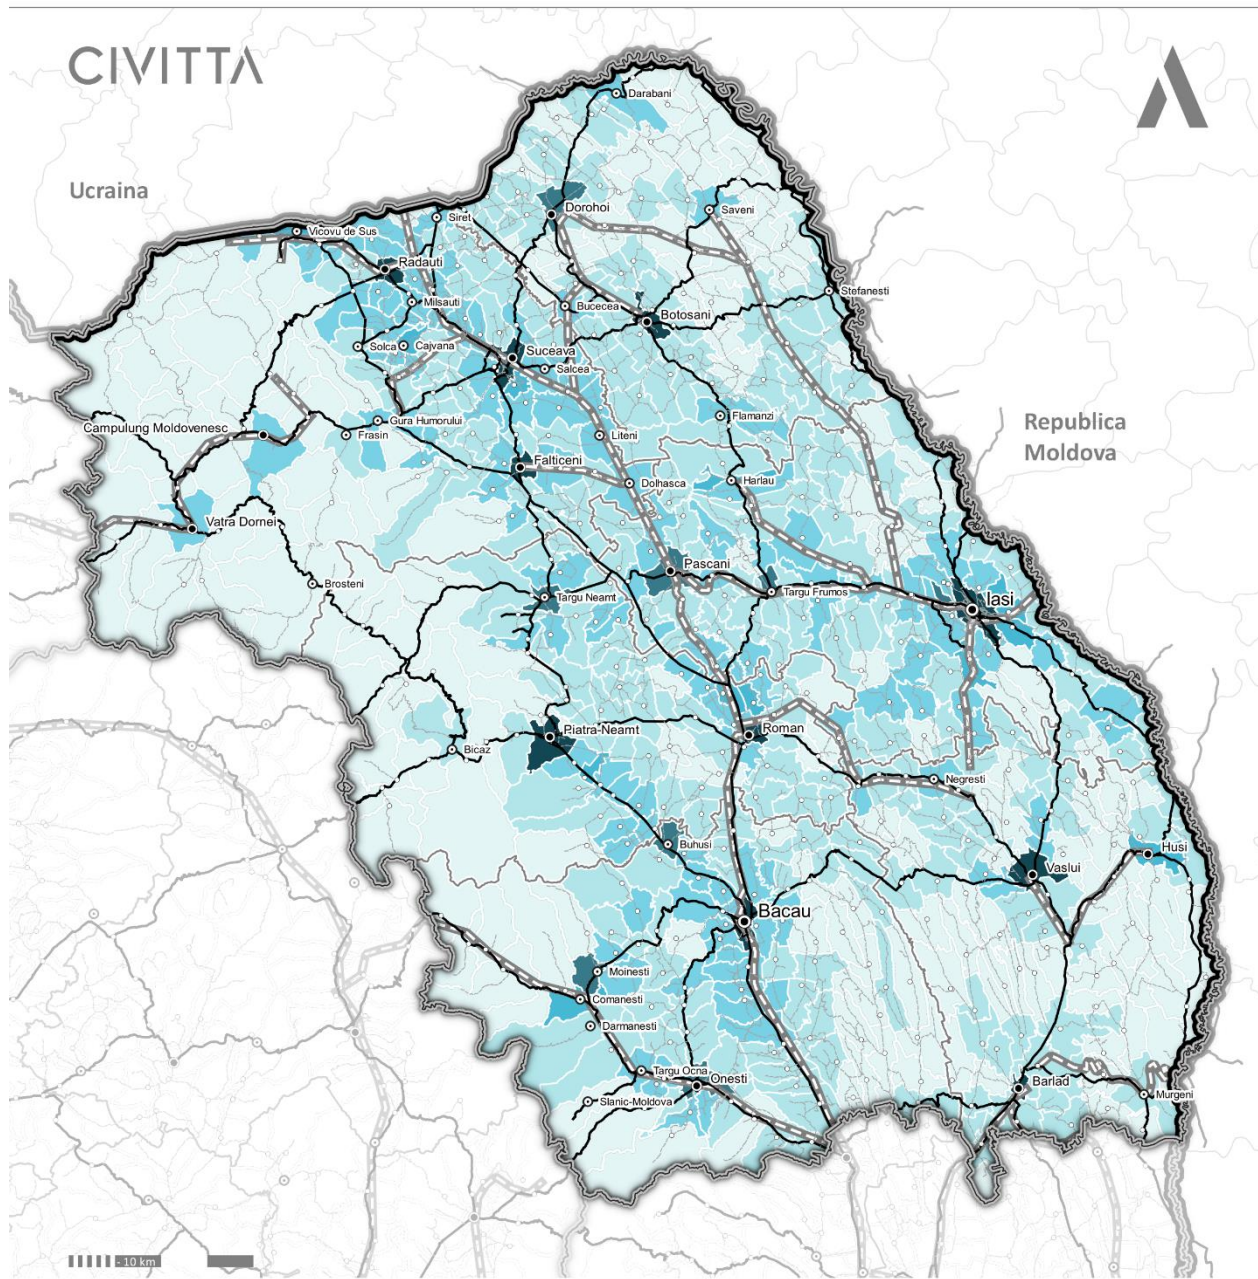 CIVITTA
Darabani
Ucraina
Dorohoi
Saveni
Siret
Vicovu de Sus
Radauti
Stefanesti
Milsauti
Bucecea
Botosani
Solca
Cajvana
Suceava
Salcea
Flamanzi
Republica
Moldova
Gura Humorului
Campulung Moldovenesc
Frasin
Liteni
Falticeni
Dolhasca
Harlau
Vatra Dornei
Pascani
Brosteni
Targu Neamt
Targu Frumos
Iasi
Piatra-Neamt
Roman
Bicaz
Negresti
Buhusi
Husi
Vaslui
Bacau
Moinesti
Comanesti
Darmanesti
Targu Ocna
Onesti
Barlad
Slanic-Moldova
Murgeni
- 10 km